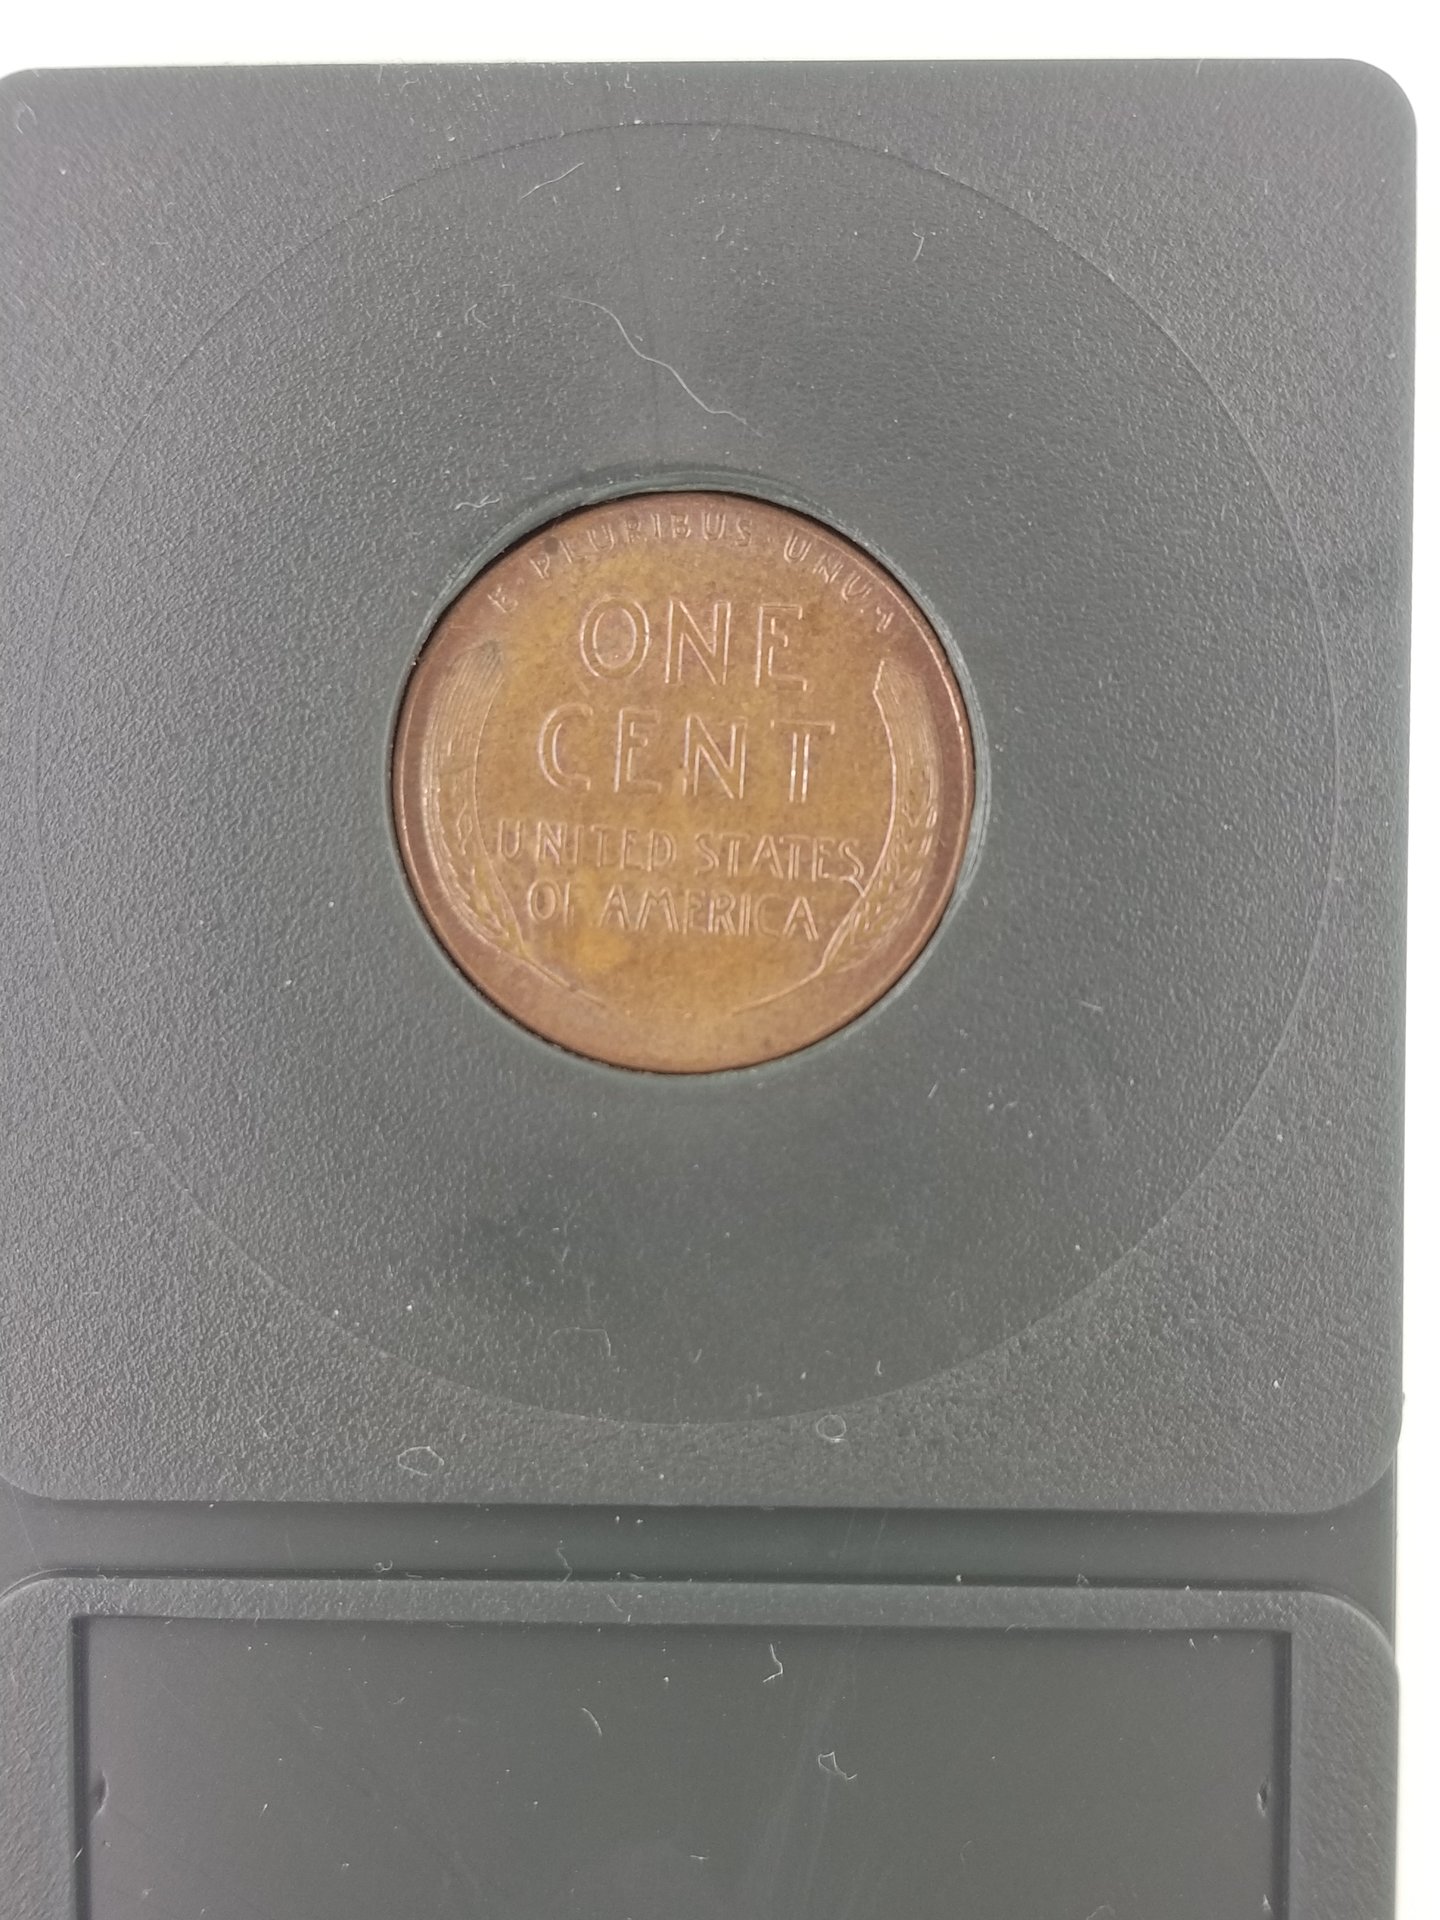 E · PLURIBUS · UNUM
ONE
CENT
UNITED STATES
OF AMERICA